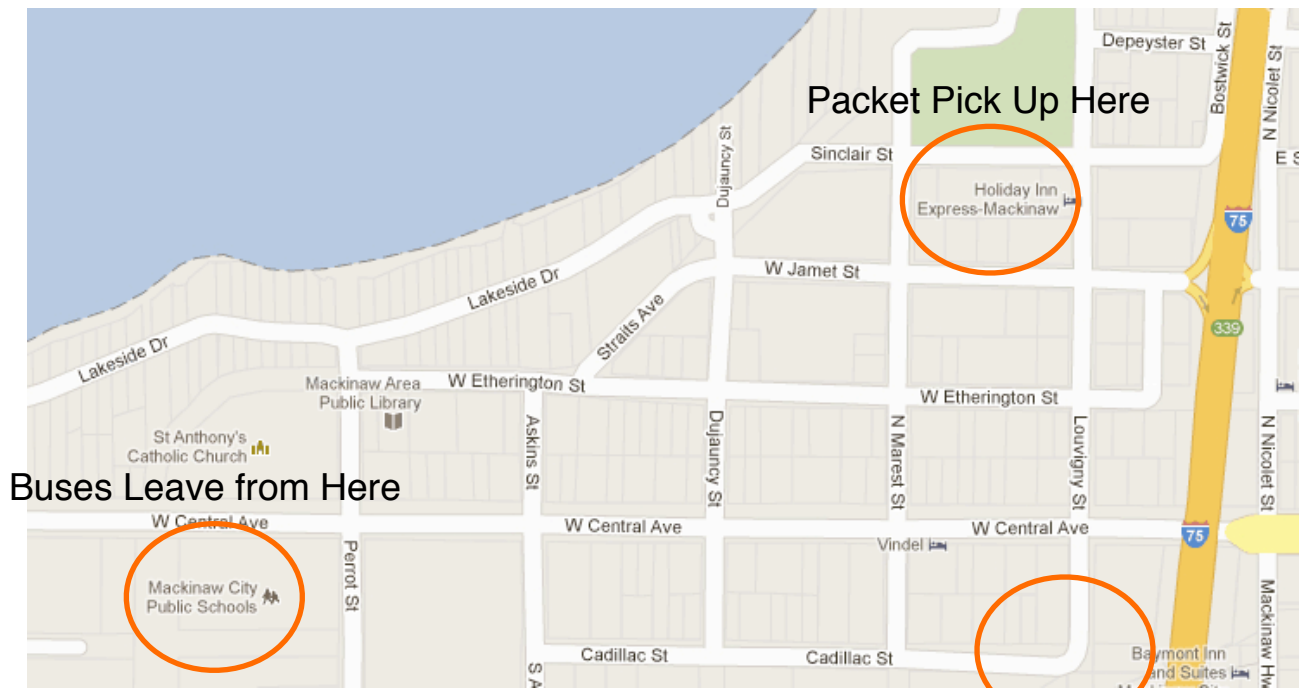 Depeyster St
Bostwick St
N Nicolet St
Packet Pick Up Here
Dujauncy St
Sinclair St
E S
Holiday Inn
Express-Mackinaw
75
W Jamet St
Lakeside Dr
Straits Ave
339
Lakeside Dr
Mackinaw Area
Public Library
W Etherington St
W Etherington St
St Anthony's
Catholic Church
Askins St
Dujauncy St
N Marest St
Louvigny St
N Nicolet St
Buses Leave from Here
W Central Ave
W Central Ave
W Central Ave
75
Vindel
Perrot St
Mackinaw City
Public Schools
Mackinaw Hw
Cadillac St
Cadillac St
S A
Baymont Inn
and Suites